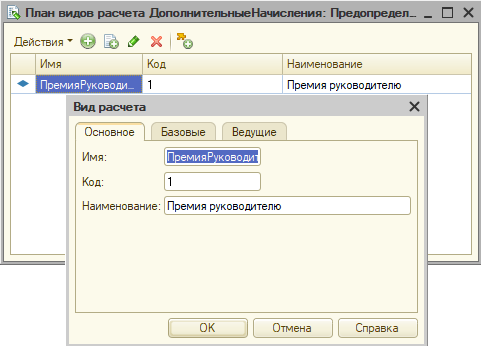 План видов расчета ДополнительныеНачисления: Предопредел...
Действия
Имя Код Наименование
ПремияРуководи... 1 Премия руководителю
Вид расчета
Основное Базовые Ведущие
Имя: ПремияРуководит
Код: 1
Наименование: Премия руководителю
OK Отмена Справка